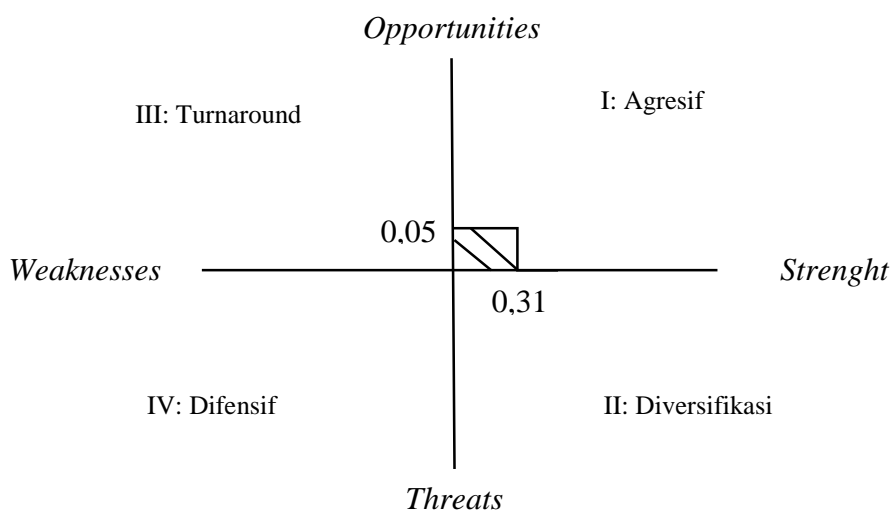 Opportunities
III: Turnaround
I: Agresif
0,05
Weaknesses
Strenght
0,31
IV: Difensif
II: Diversifikasi
Threats